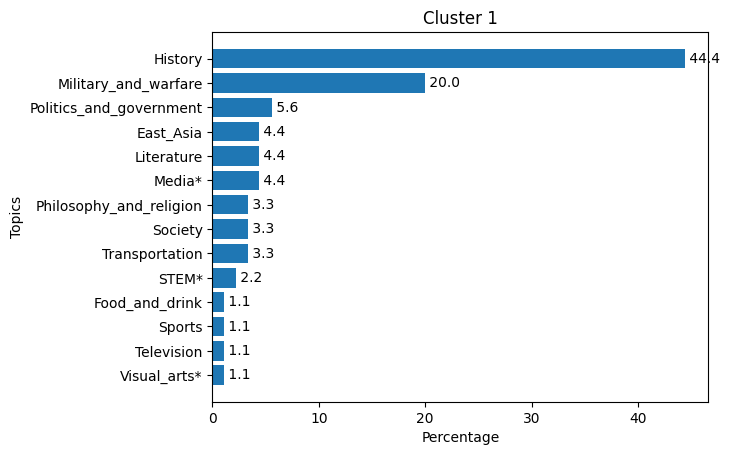 Cluster 1
Topics
History 44.4
Military_and_warfare 20.0
Politics_and_government 5.6
East_Asia 4.4
Literature 4.4
Media* 4.4
Philosophy_and_religion 3.3
Society 3.3
Transportation 3.3
STEM* 2.2
Food_and_drink 1.1
Sports 1.1
Television 1.1
Visual_arts* 1.1
0 10 20 30 40
Percentage